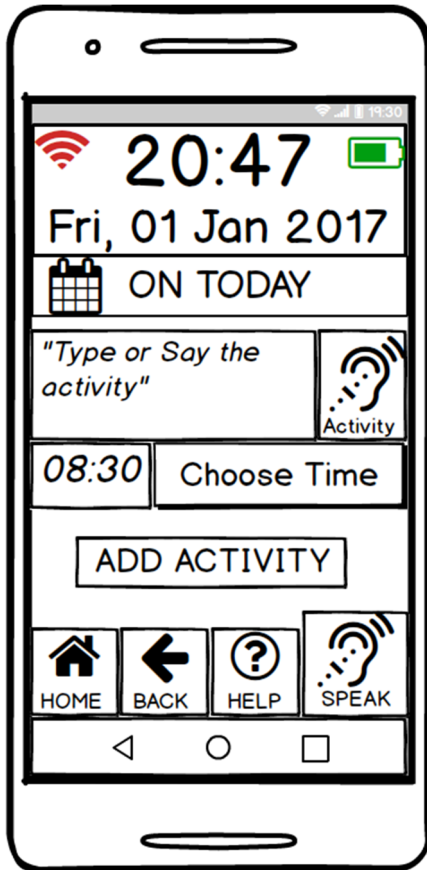 19:30
20:47
Fri, 01 Jan 2017
ON TODAY
"Type or Say the
activity"
Activity
08:30 Choose Time
ADD ACTIVITY
HOME BACK HELP SPEAK